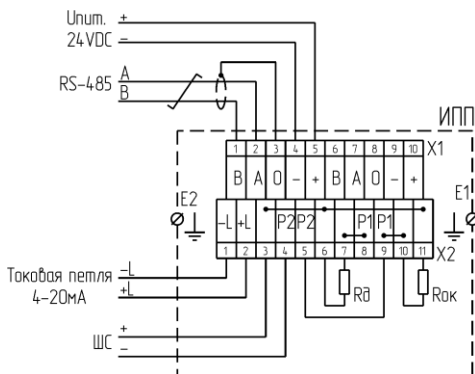 Uпит. +
24VDC -
RS-485 A
B
ИПП
1 2 3 4 5 6 7 8 9 10 X1
B A 0 - + B A 0 - +
E2 E1
-L +L P2 P2 P1 P1
1 2 3 4 5 6 7 8 9 10 11 X2
Токовая петля -L
4-20мА +L
Rд Rок
ШС +
-